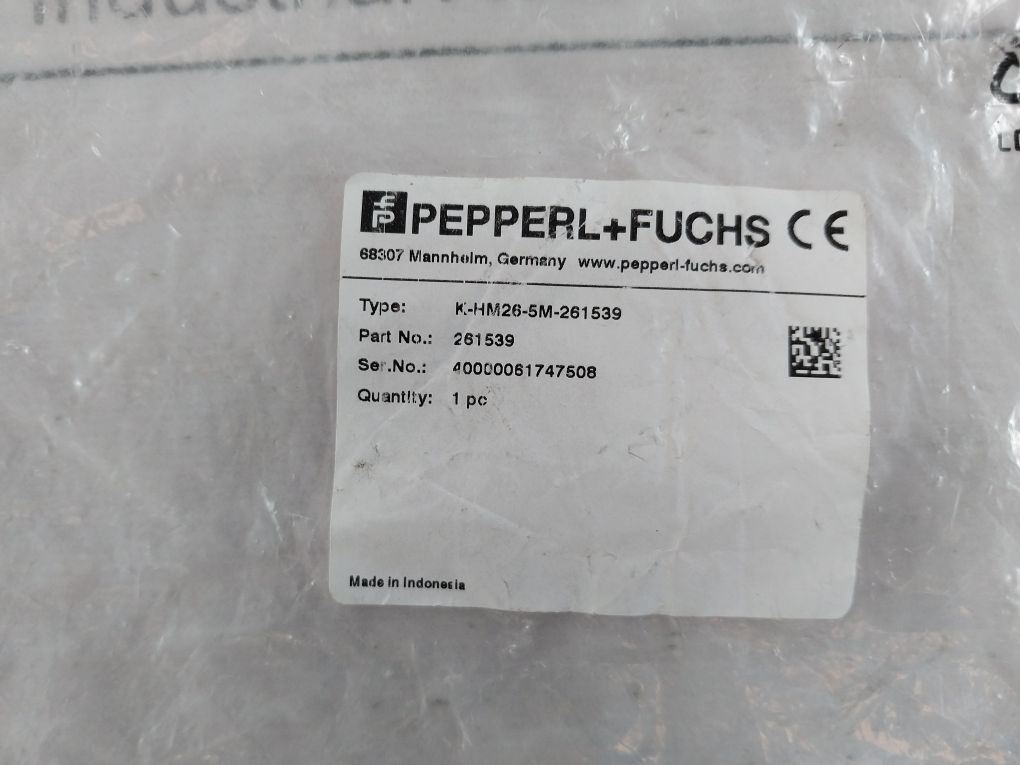 PEPPERL+FUCHS CE
68307 Mannheim, Germany www.pepperl-fuchs.com
Type: K-HM26-5M-261539
Part No.: 261539
Ser.No.: 40000061747508
Quantity: 1 pc
Made in Indonesia